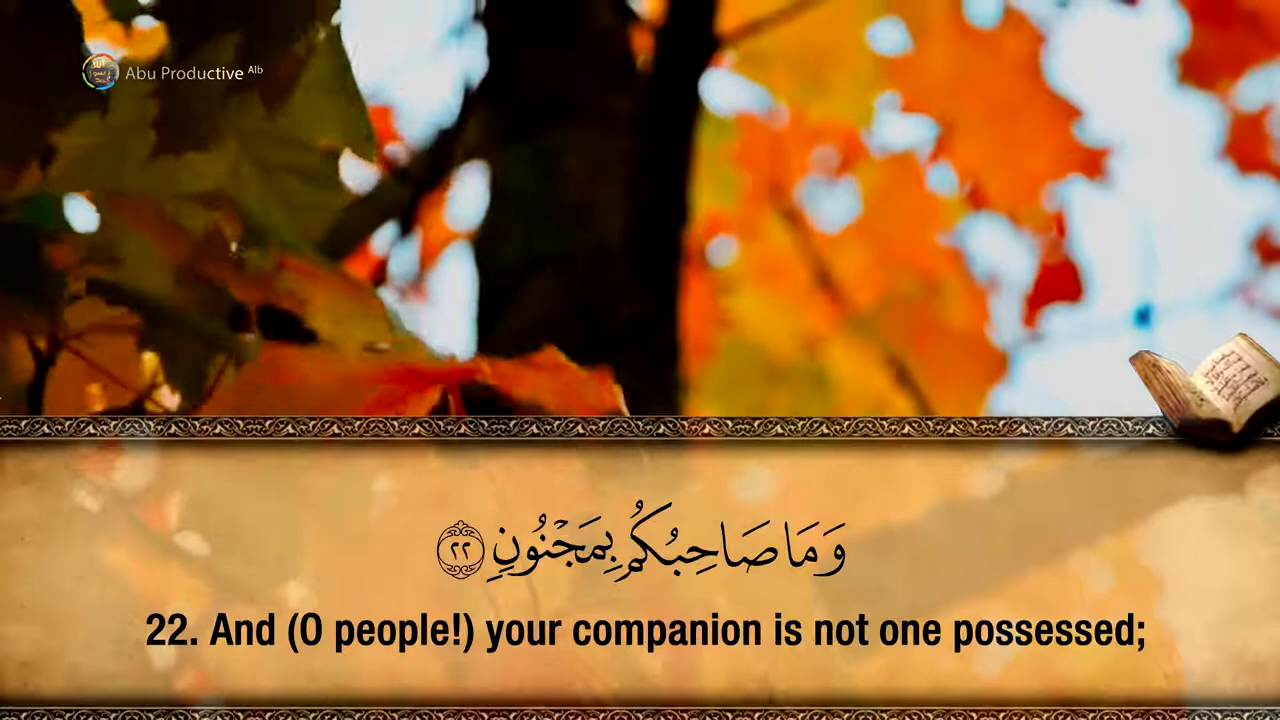 Abu Productive Alb
وَمَا صَاحِبُكُم بِمَجْنُونٍ ٢٢
22. And (O people!) your companion is not one possessed;